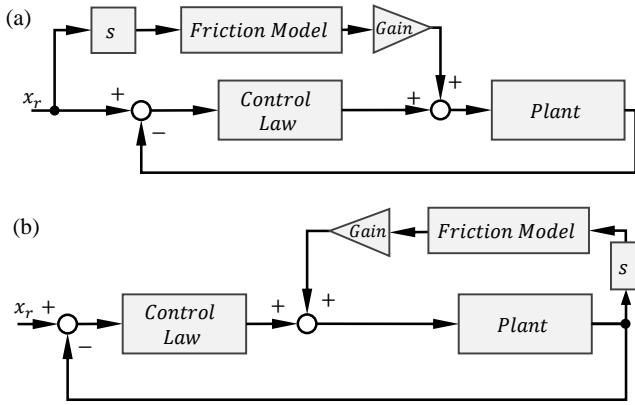 (a)
s
Friction Model
Gain
+
x_r
+
Control
Law
+
Plant
−
(b)
Gain
Friction Model
s
x_r
+
Control
Law
+
+
Plant
−